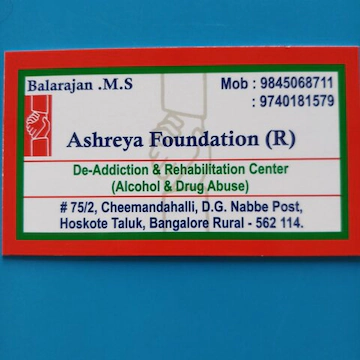 Balarajan .M.S
Mob : 9845068711
: 9740181579
Ashreya Foundation (R)
De-Addiction & Rehabilitation Center
(Alcohol & Drug Abuse)
# 75/2, Cheemandahalli, D.G. Nabbe Post,
Hoskote Taluk, Bangalore Rural - 562 114.